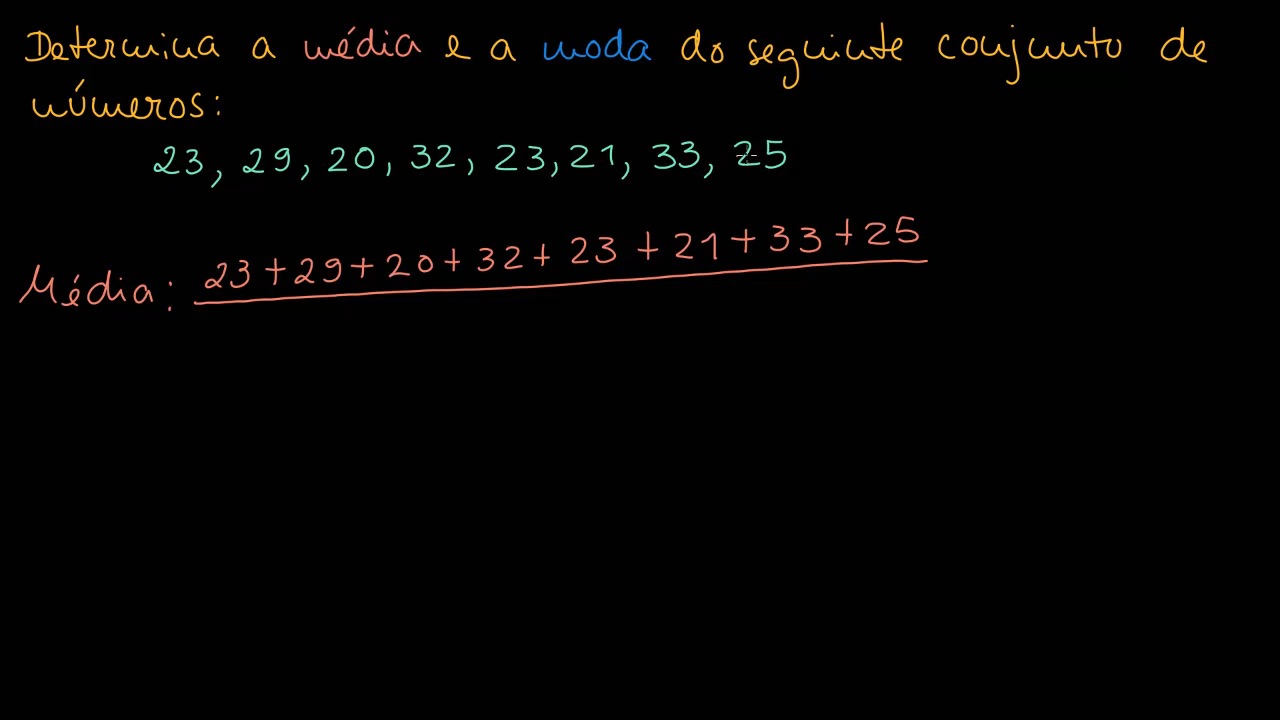 Determina a média e a moda do seguinte conjunto de
números:
23, 29, 20, 32, 23, 21, 33, 25
Média: 23+29+20+32+23+21+33+25